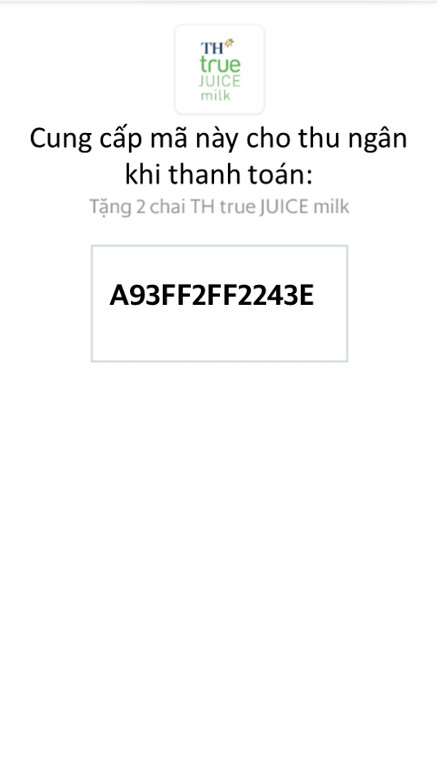 TH
true
JUICE
milk
Cung cấp mã này cho thu ngân
khi thanh toán:
Tặng 2 chai TH true JUICE milk
A93FF2FF2243E